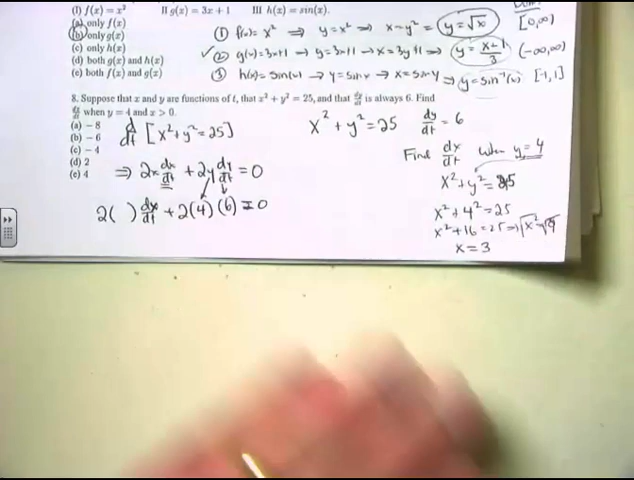 (I) f(x) = x² II g(x) = 3x + 1 III h(x) = sin(x).
(a) only f(x)
(b) only g(x)
(c) only h(x)
(d) both g(x) and h(x)
(e) both f(x) and g(x)
① f(x) = x² ⇒ y = x² ⇒ x = y² ⇒ y = √x [0, ∞)
✓② g(x) = 3x+1 → y = 3x+1 → x = 3y+1 ⇒ y = x-1/3 (-∞, ∞)
③ h(x) = sin(x) → y = sin x → x = sin y ⇒ y = sin⁻¹(x) [-1, 1]
8. Suppose that x and y are functions of t, that x² + y² = 25, and that dy/dt is always 6. Find
dx/dt when y = 4 and x > 0.
(a) − 8
(b) − 6
(c) − 4
(d) 2
(e) 4
d/dt [x² + y² = 25]
⇒ 2x dx/dt + 2y dy/dt = 0
2( ) dx/dt + 2(4)(6) = 0
x² + y² = 25 dy/dt = 6
Find dx/dt when y = 4
x² + y² = 25
x² + 4² = 25
x² + 16 = 25 ⇒ √x² = √9
x = 3